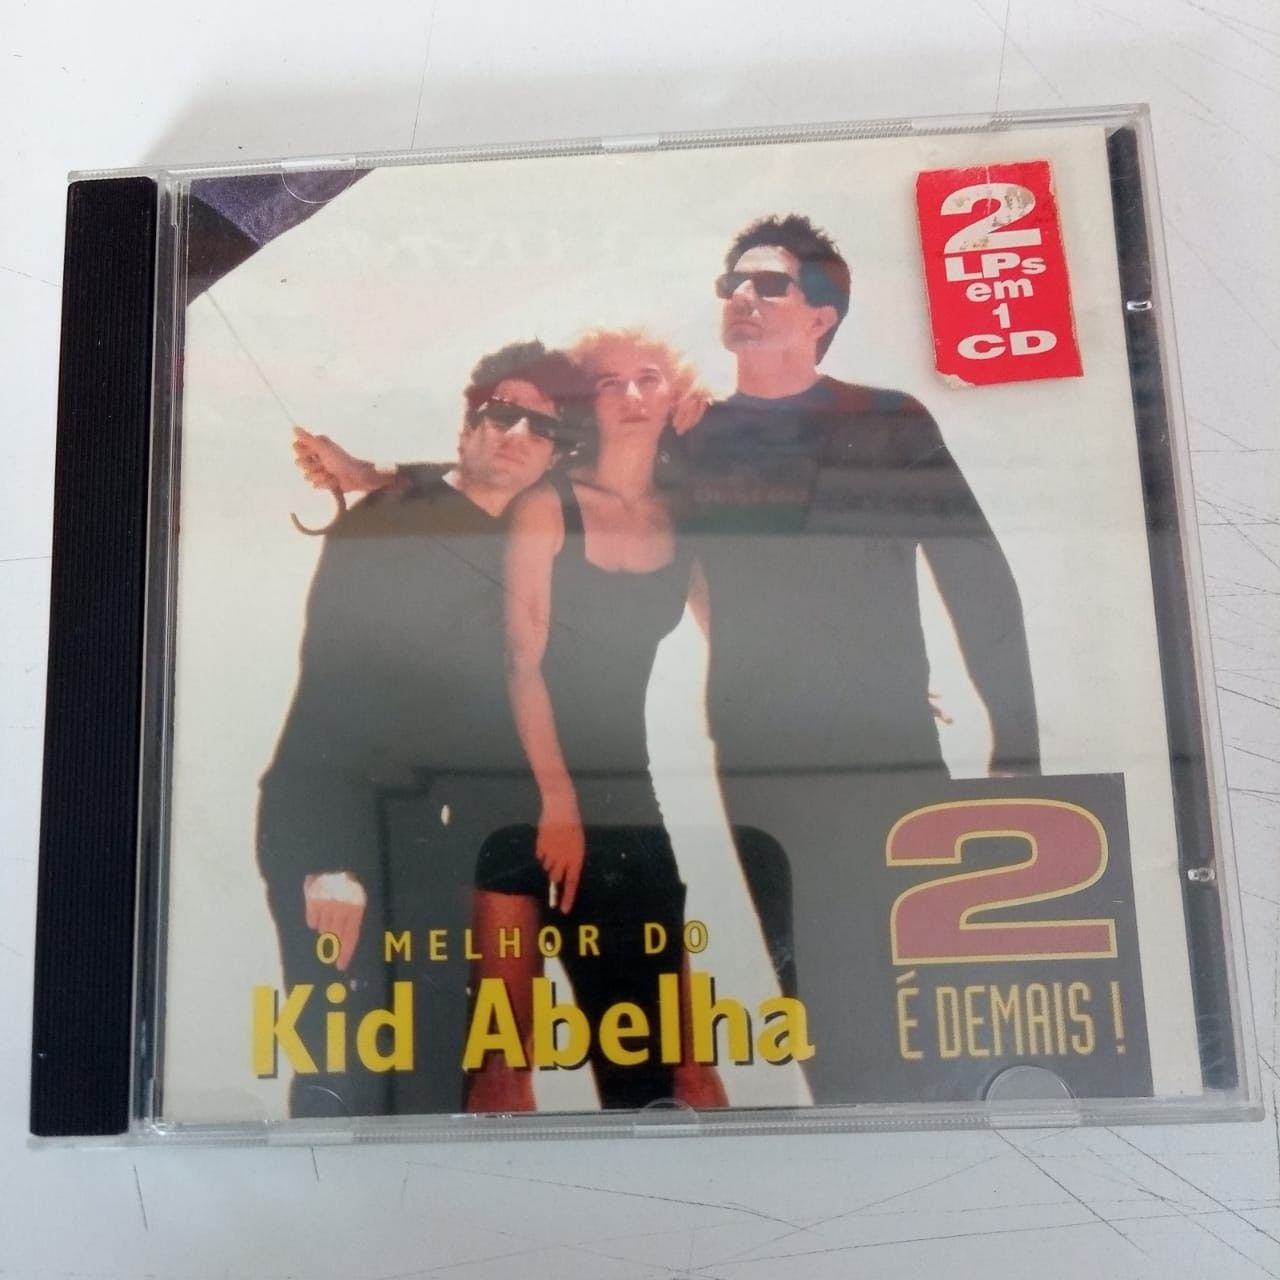 2
LPs
em
1
CD
O MELHOR DO
Kid Abelha
2
É DEMAIS!